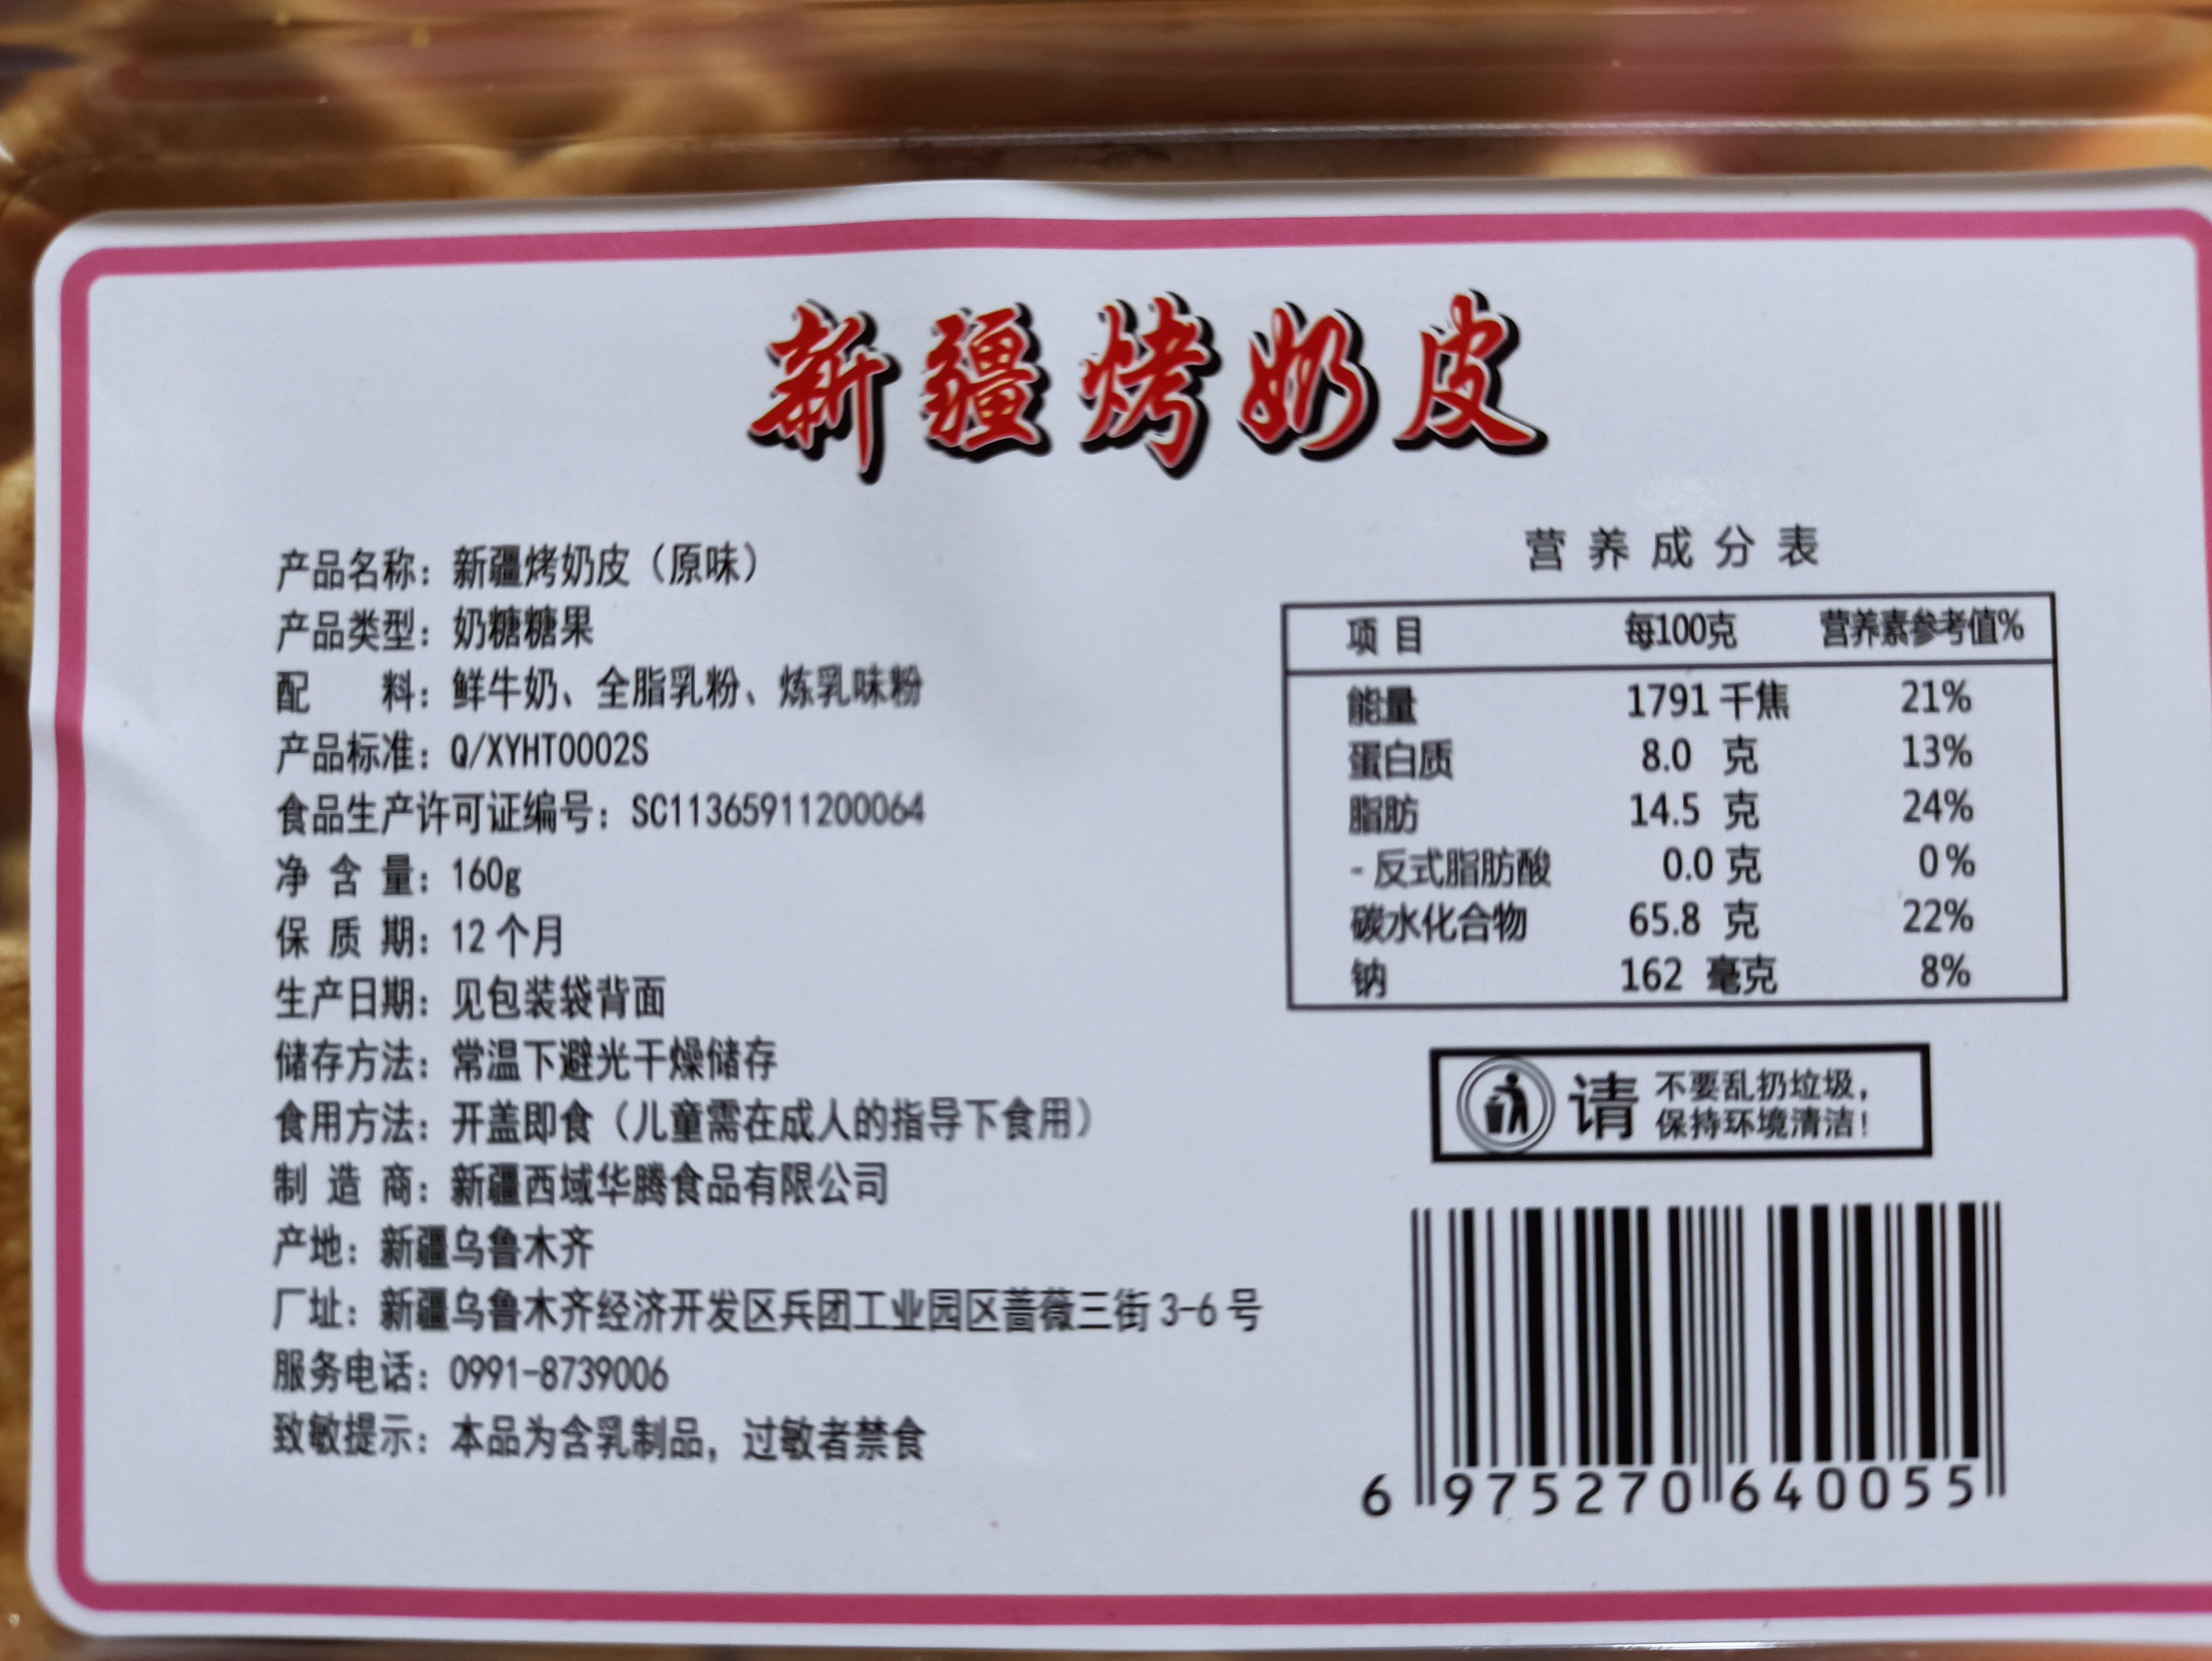 新疆烤奶皮
产品名称：新疆烤奶皮（原味）
产品类型：奶糖糖果
配料：鲜牛奶、全脂乳粉、炼乳味粉
产品标准：Q/XYHT0002S
食品生产许可证编号：SC11365911200064
净含量：160g
保质期：12个月
生产日期：见包装袋背面
储存方法：常温下避光干燥储存
食用方法：开盖即食（儿童需在成人的指导下食用）
制造商：新疆西域华腾食品有限公司
产地：新疆乌鲁木齐
厂址：新疆乌鲁木齐经济开发区兵团工业园区蔷薇三街3-6号
服务电话：0991-8739006
致敏提示：本品为含乳制品，过敏者禁食
营养成分表
项目 每100克 营养素参考值%
能量 1791 千焦 21%
蛋白质 8.0 克 13%
脂肪 14.5 克 24%
- 反式脂肪酸 0.0 克 0%
碳水化合物 65.8 克 22%
钠 162 毫克 8%
请 不要乱扔垃圾，
保持环境清洁！
6 975270 640055